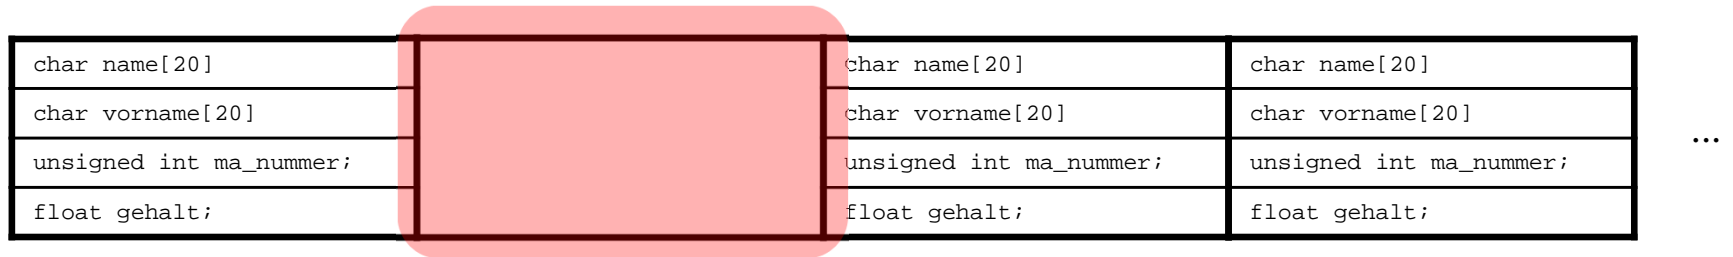 char name[20] char name[20] char name[20]
char vorname[20] char vorname[20] char vorname[20]
unsigned int ma_nummer; unsigned int ma_nummer; unsigned int ma_nummer;
float gehalt; float gehalt; float gehalt;
...